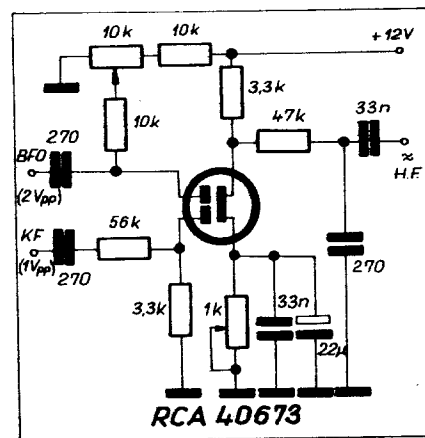 10k
10k
+12V
3,3k
10k
47k
33n
270
BFO
(2Vpp)
≈
H.F.
56k
KF
(1Vpp)
270
3,3k
1k
33n
22µ
270
RCA 40673